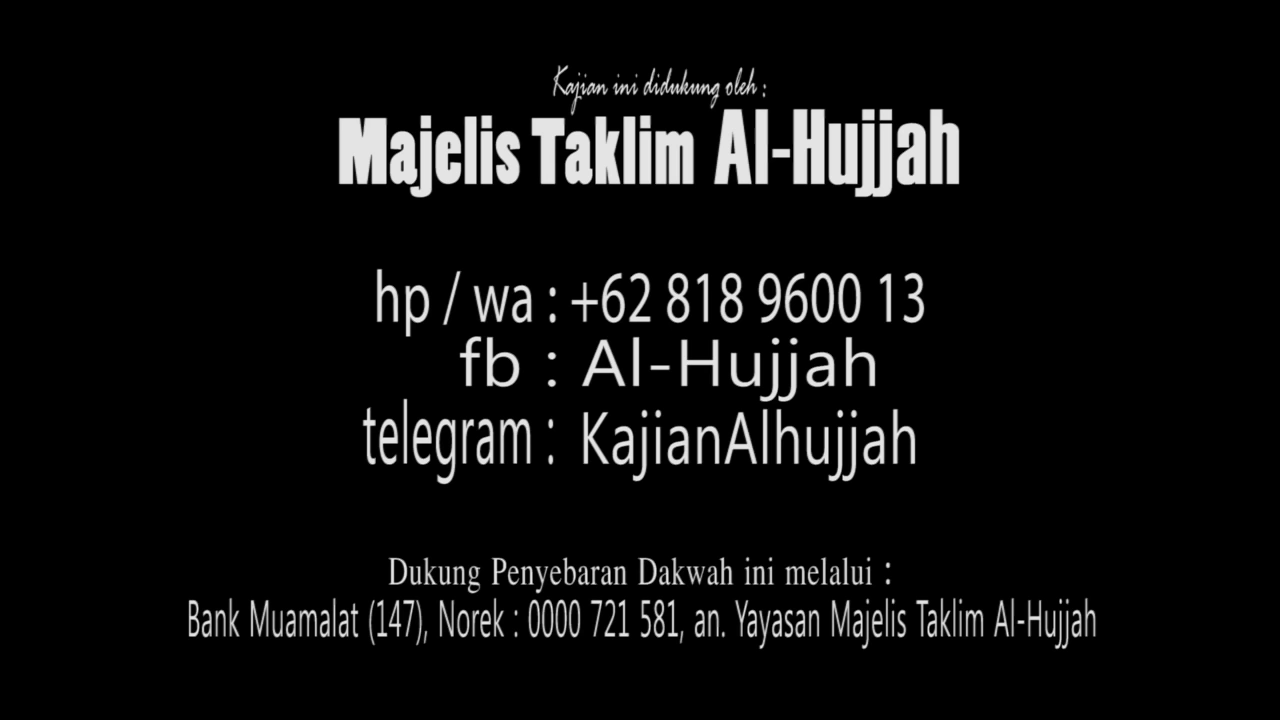 Kajian ini didukung oleh :
Majelis Taklim Al-Hujjah
hp / wa : +62 818 9600 13
fb : Al-Hujjah
telegram : KajianAlhujjah
Dukung Penyebaran Dakwah ini melalui :
Bank Muamalat (147), Norek : 0000 721 581, an. Yayasan Majelis Taklim Al-Hujjah